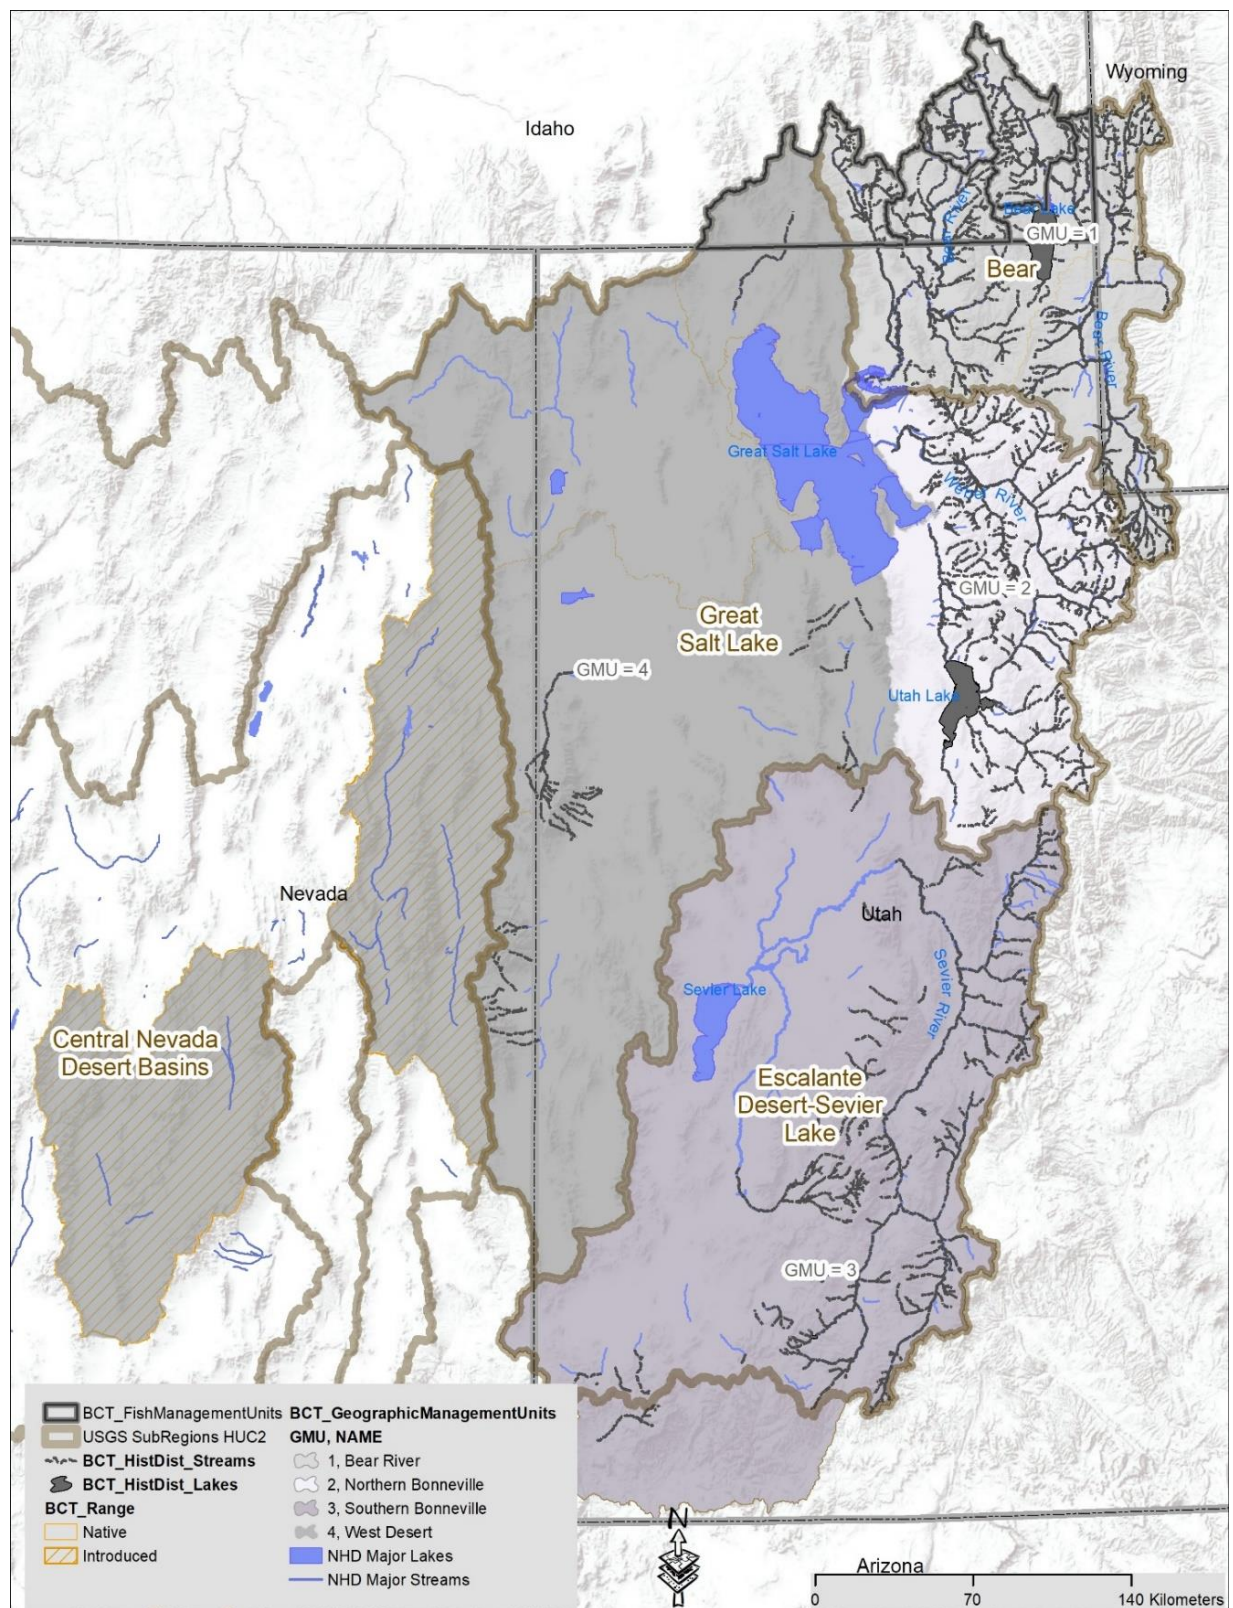 Wyoming
Idaho
Bear Lake
GMU = 1
Bear River
Bear
Bear River
Great Salt Lake
Weber River
GMU = 2
Great
Salt Lake
GMU = 4
Utah Lake
Nevada
Utah
Sevier River
Sevier Lake
Central Nevada
Desert Basins
Escalante
Desert-Sevier
Lake
GMU = 3
BCT_FishManagementUnits
USGS SubRegions HUC2
BCT_HistDist_Streams
BCT_HistDist_Lakes
BCT_Range
Native
Introduced
BCT_GeographicManagementUnits
GMU, NAME
1, Bear River
2, Northern Bonneville
3, Southern Bonneville
4, West Desert
NHD Major Lakes
NHD Major Streams
N
Arizona
0 70 140 Kilometers